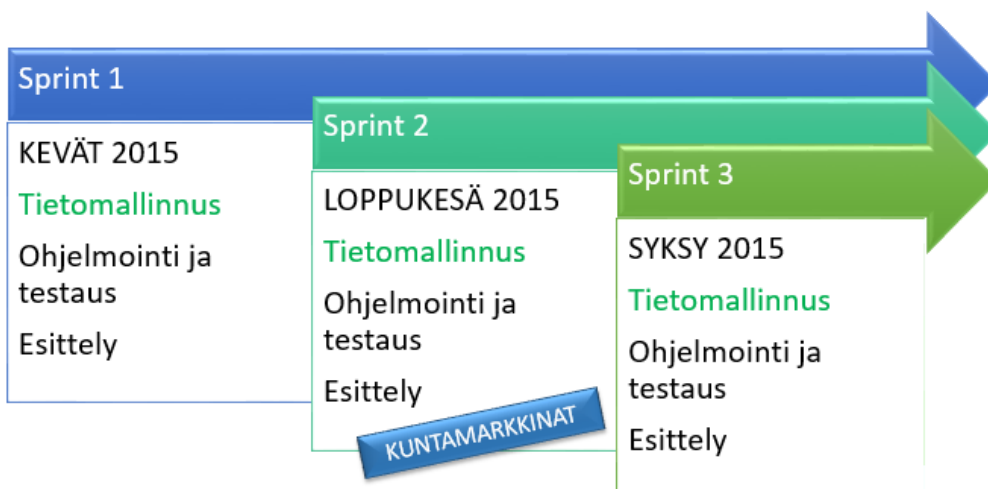 Sprint 1
KEVÄT 2015
Tietomallinnus
Ohjelmointi ja
testaus
Esittely
Sprint 2
LOPPUKESÄ 2015
Tietomallinnus
Ohjelmointi ja
testaus
Esittely
KUNTAMARKKINAT
Sprint 3
SYKSY 2015
Tietomallinnus
Ohjelmointi ja
testaus
Esittely